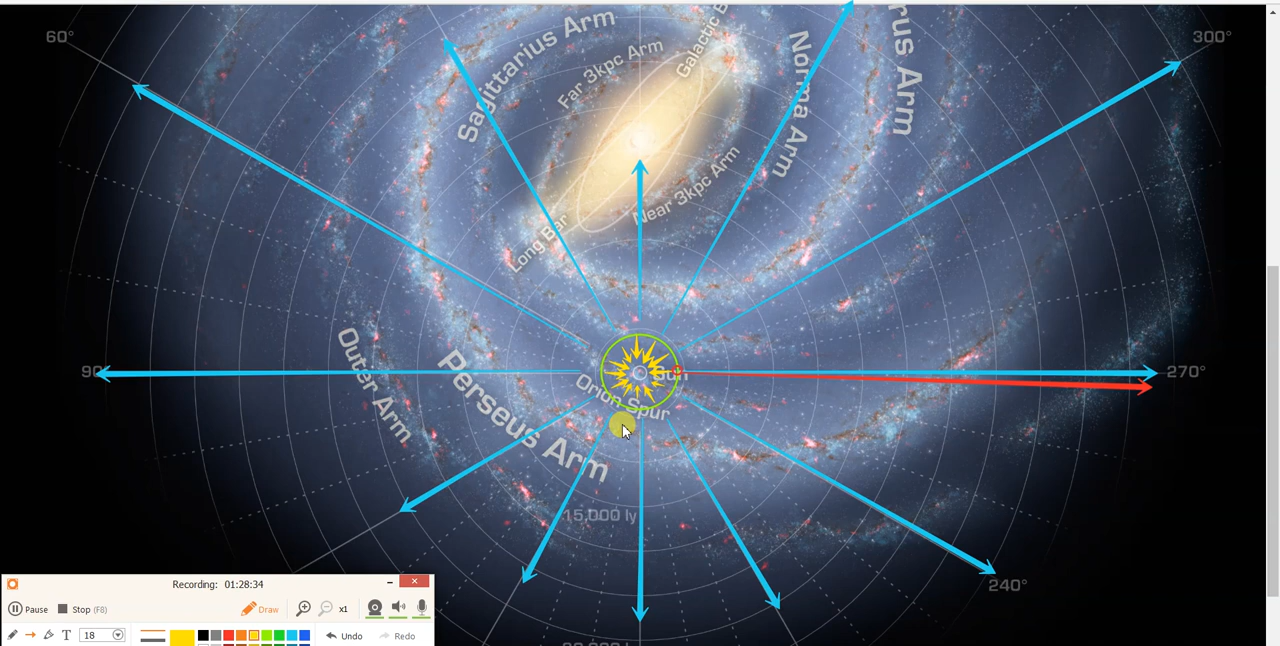 60°
Sagittarius Arm
Far 3kpc Arm
Galactic B
Norma Arm
rus Arm
300°
Near 3kpc Arm
Long Bar
90
Outer Arm
Perseus Arm
Orion Spur
Sun
270°
15,000 ly
240°
Recording: 01:28:34
Pause
Stop (F8)
Draw
x1
T
18
Undo
Redo